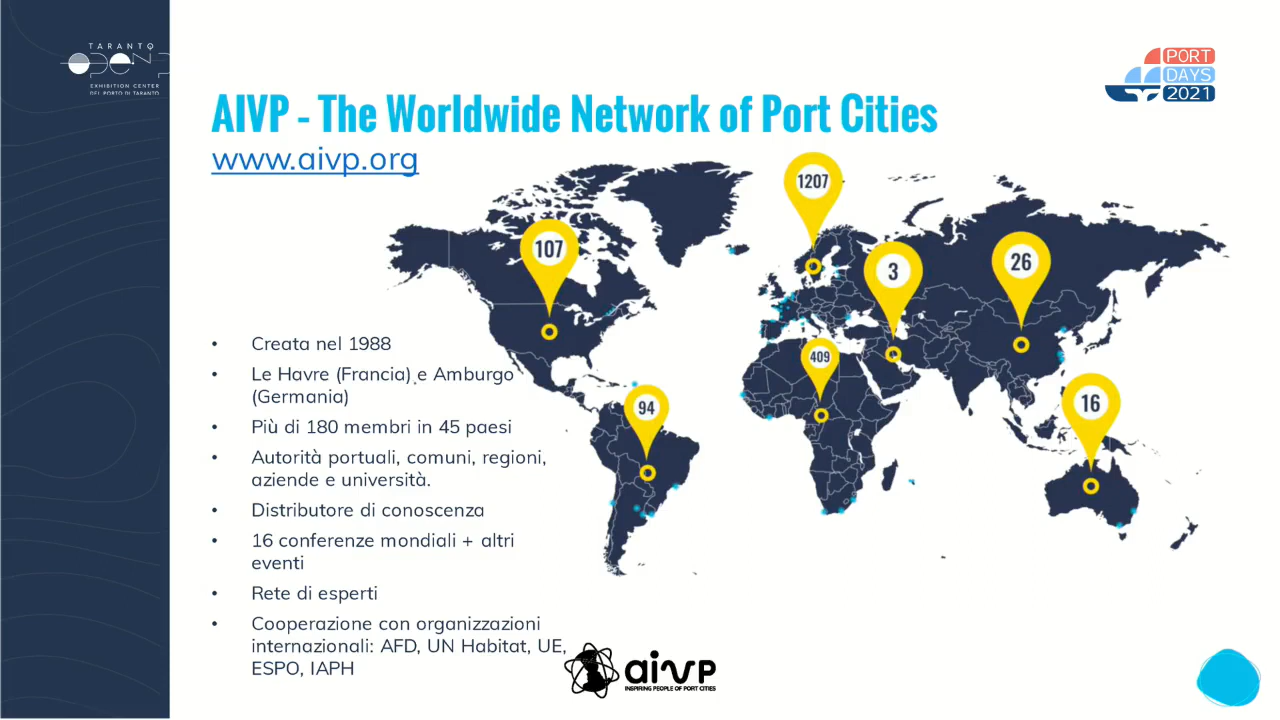 TARANTO
OPEN
EXHIBITION CENTER
DEL PORTO DI TARANTO
PORT
DAYS
2021
AIVP - The Worldwide Network of Port Cities
www.aivp.org
1207
107
3
26
409
94
16
• Creata nel 1988
• Le Havre (Francia) e Amburgo
(Germania)
• Più di 180 membri in 45 paesi
• Autorità portuali, comuni, regioni,
aziende e università.
• Distributore di conoscenza
• 16 conferenze mondiali + altri
eventi
• Rete di esperti
• Cooperazione con organizzazioni
internazionali: AFD, UN Habitat, UE,
ESPO, IAPH
aivp
INSPIRING PEOPLE OF PORT CITIES